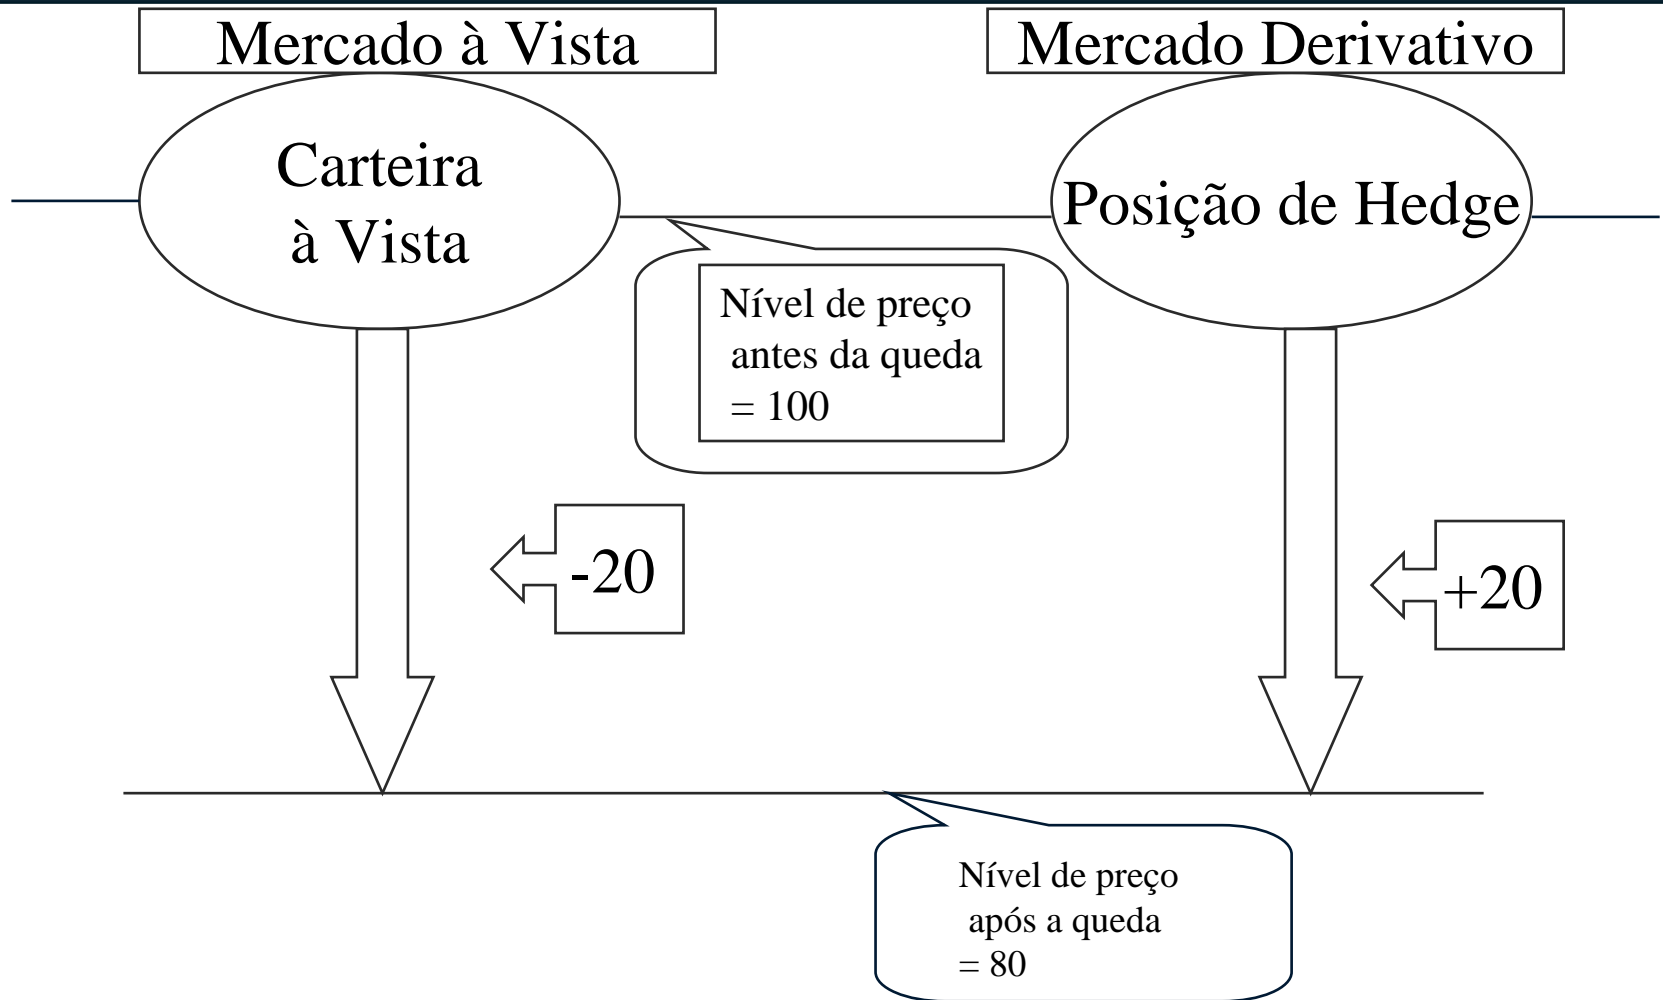 Mercado à Vista
Mercado Derivativo
Carteira
à Vista
Posição de Hedge
Nível de preço
antes da queda
= 100
-20
+20
Nível de preço
após a queda
= 80